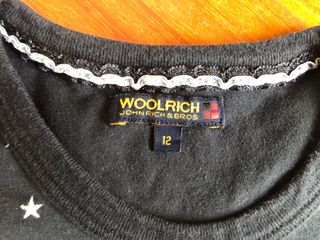 WOOLRICH
JOHN RICH & BROS.
12